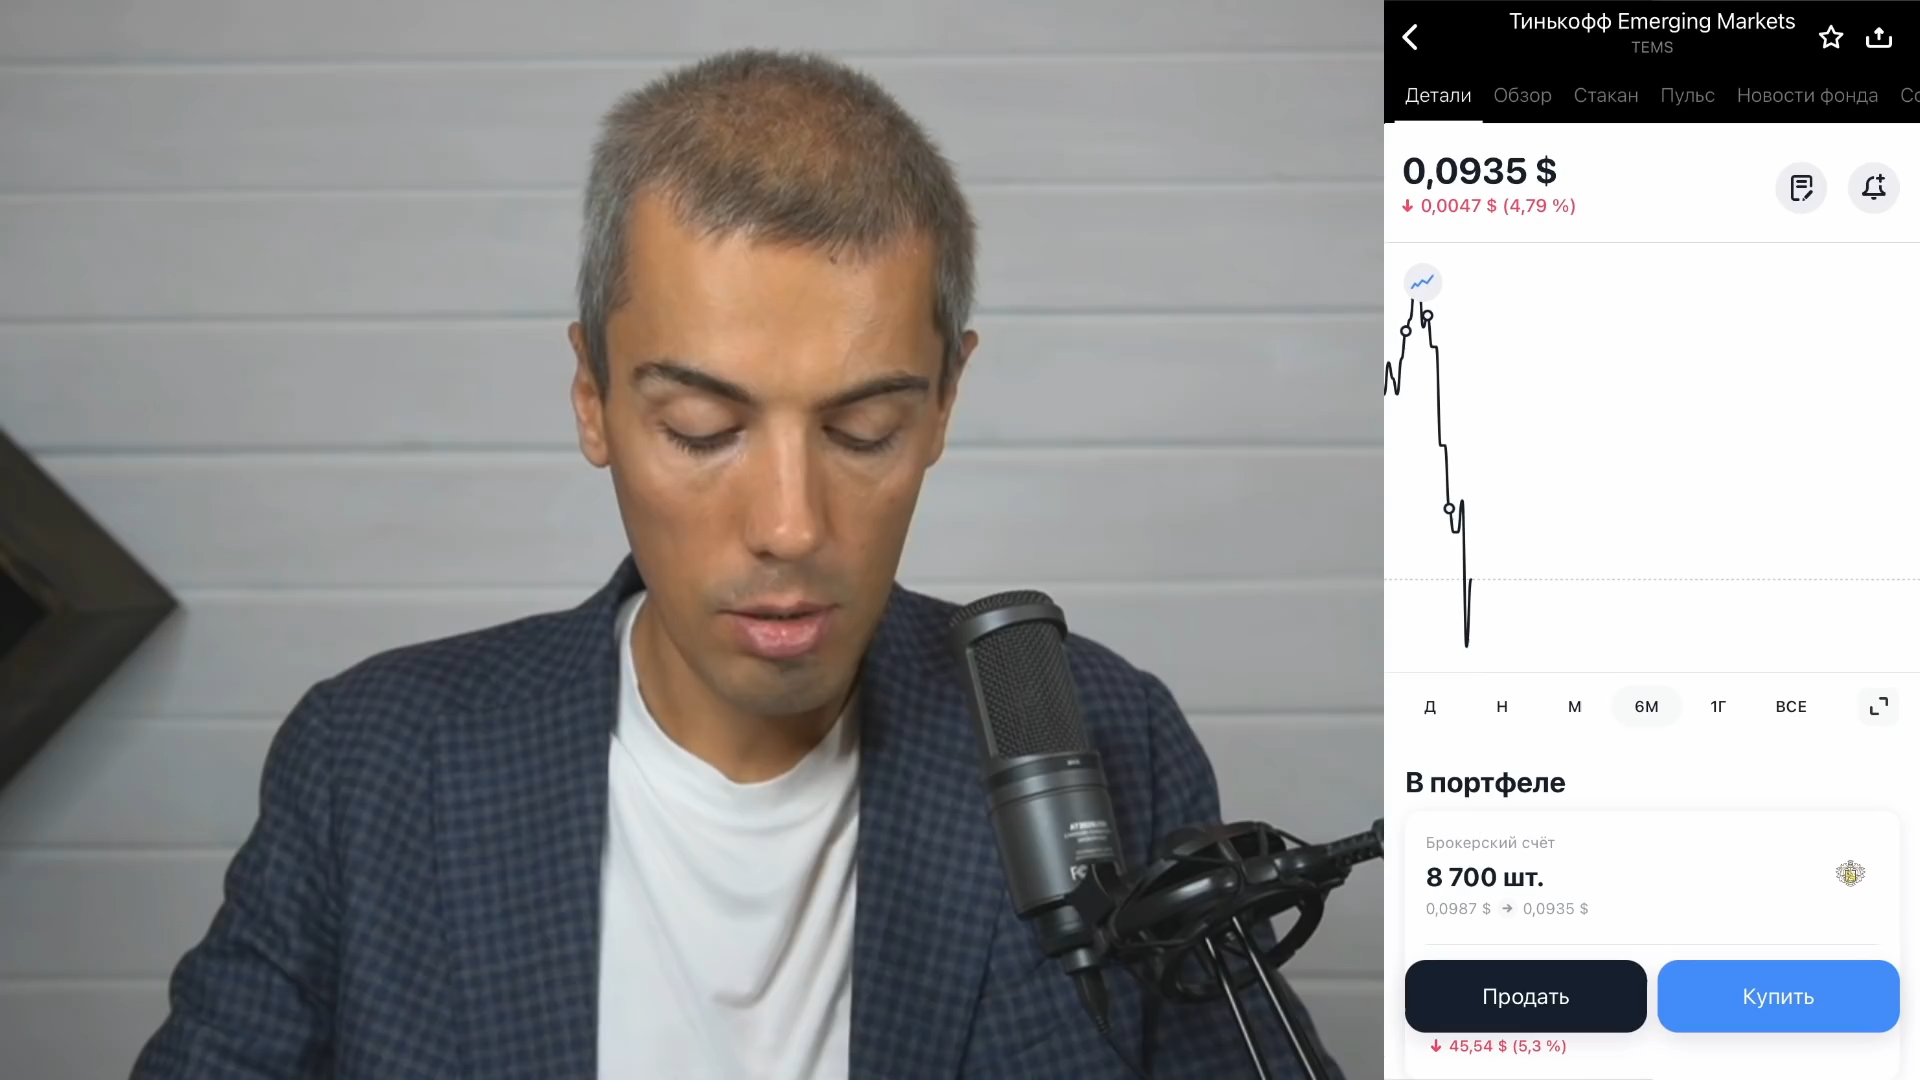 Тинькофф Emerging Markets
TEMS
Детали Обзор Стакан Пульс Новости фонда
0,0935 $
0,0047 $ (4,79 %)
Д Н М 6М 1Г ВСЕ
В портфеле
Брокерский счёт
8 700 шт.
0,0987 $ → 0,0935 $
Продать Купить
45,54 $ (5,3 %)